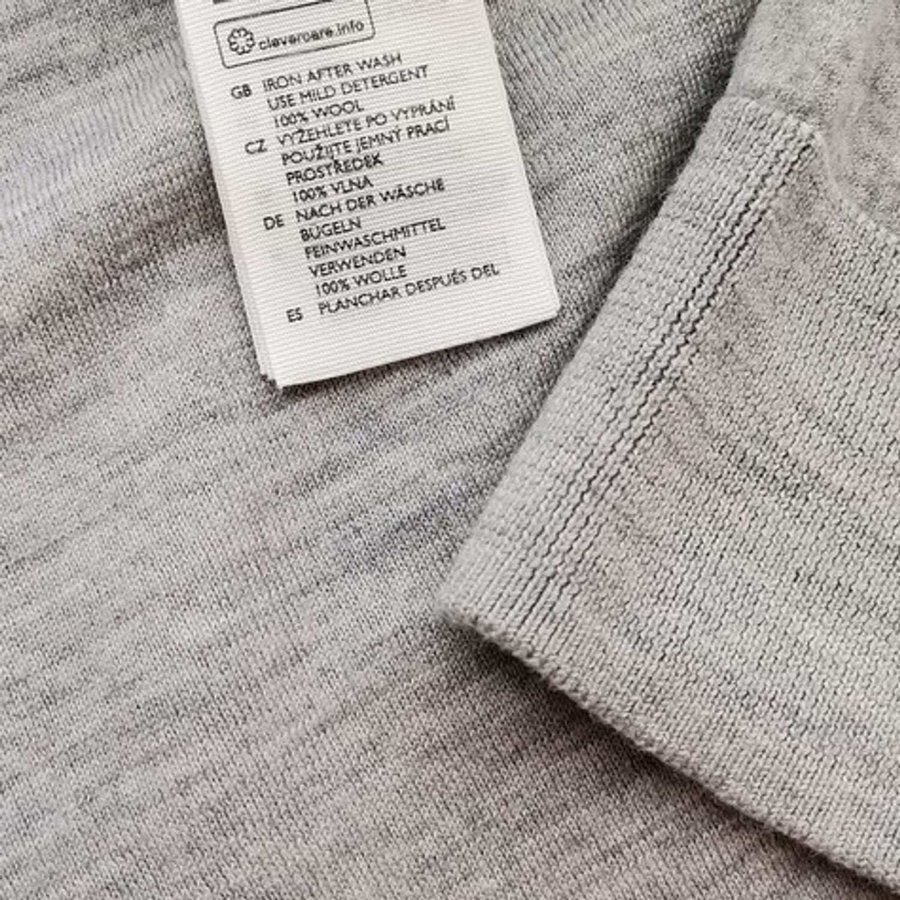 clevercare.info
GB IRON AFTER WASH
USE MILD DETERGENT
100% WOOL
CZ VYŽEHLETE PO VYPRÁNÍ
POUŽIJTE JEMNÝ PRACÍ
PROSTŘEDEK
100% VLNA
DE NACH DER WÄSCHE
BÜGELN
FEINWASCHMITTEL
VERWENDEN
100% WOLLE
ES PLANCHAR DESPUÉS DEL